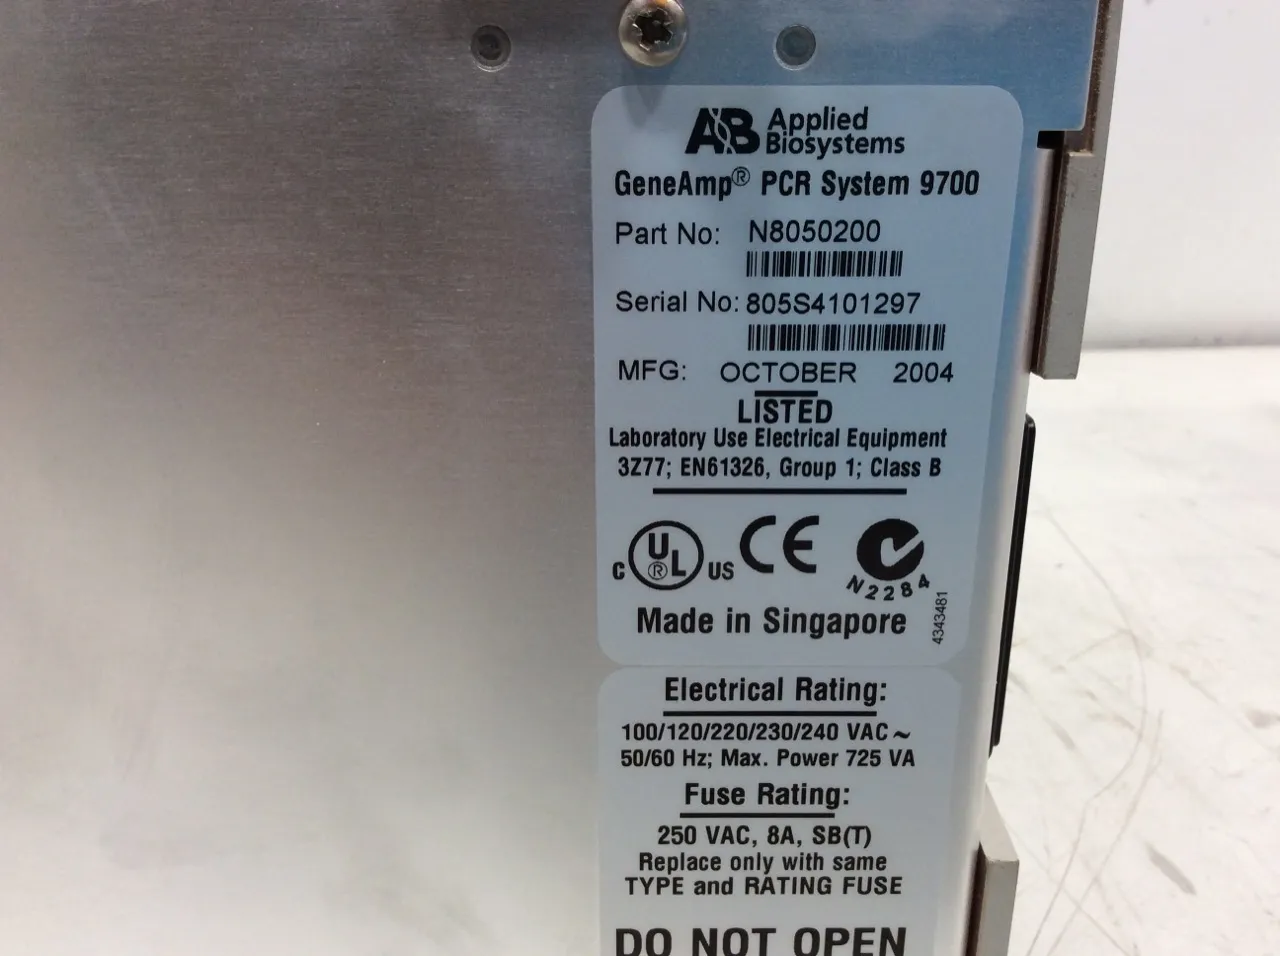 AB Applied
Biosystems
GeneAmp® PCR System 9700
Part No: N8050200
Serial No: 805S4101297
MFG: OCTOBER 2004
LISTED
Laboratory Use Electrical Equipment
3Z77; EN61326, Group 1; Class B
C UL® US CE N2284
Made in Singapore
4343481
Electrical Rating:
100/120/220/230/240 VAC ~
50/60 Hz; Max. Power 725 VA
Fuse Rating:
250 VAC, 8A, SB(T)
Replace only with same
TYPE and RATING FUSE
DO NOT OPEN